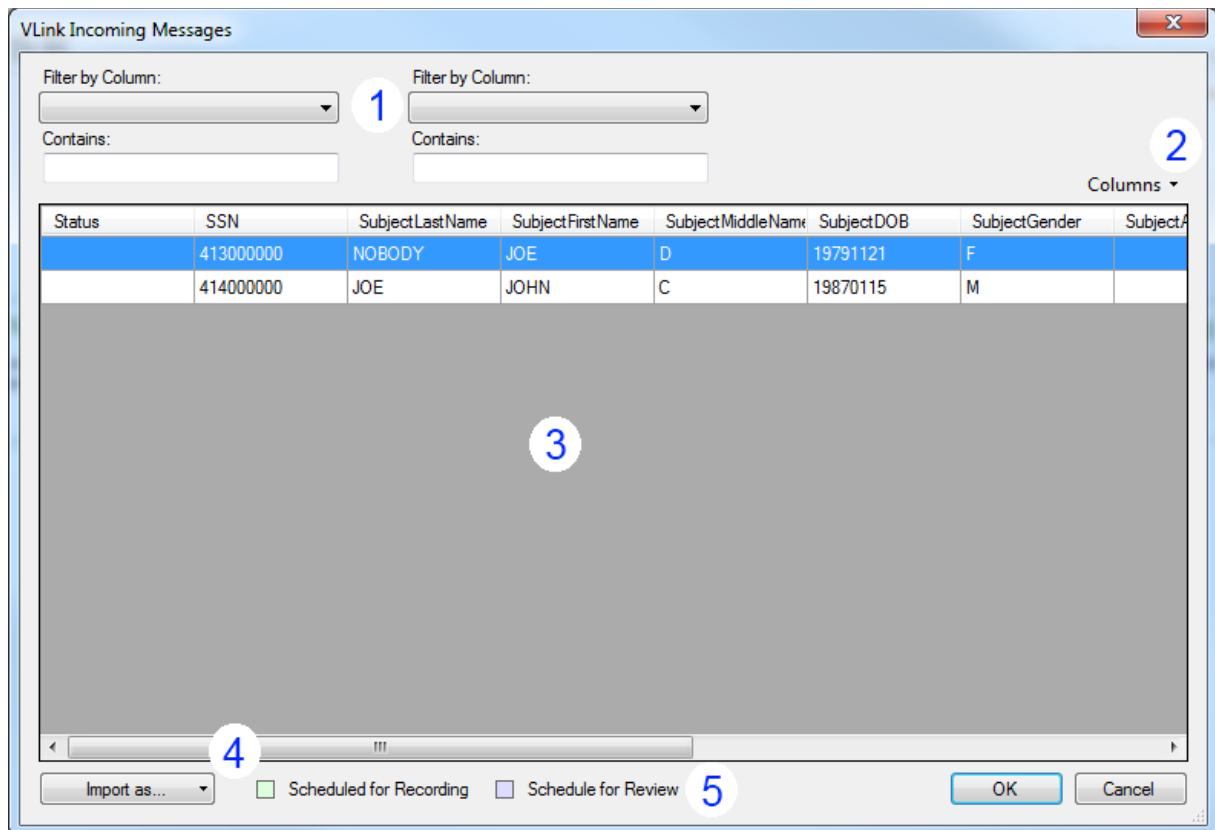 VLink Incoming Messages
Filter by Column: Filter by Column:
1
Contains: Contains:
2
Columns
Status SSN SubjectLastName SubjectFirstName SubjectMiddleName SubjectDOB SubjectGender SubjectA
413000000 NOBODY JOE D 19791121 F
414000000 JOE JOHN C 19870115 M
3
4
Import as... Scheduled for Recording Schedule for Review 5 OK Cancel